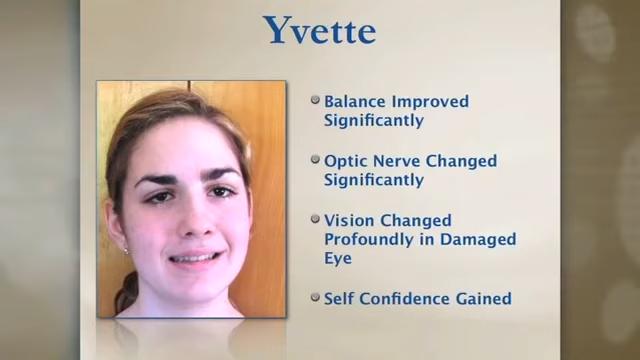 Yvette
Balance Improved
Significantly
Optic Nerve Changed
Significantly
Vision Changed
Profoundly in Damaged
Eye
Self Confidence Gained